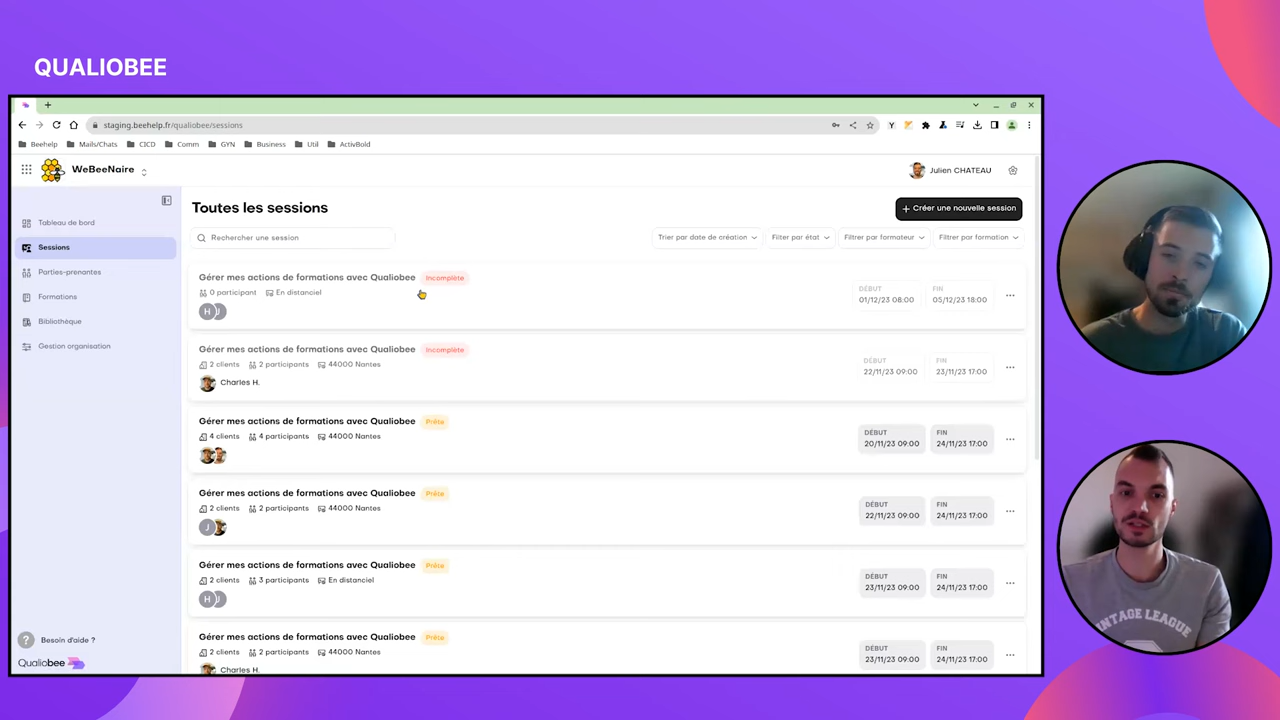 QUALIOBEE
staging.beehelp.fr/qualiobee/sessions
Beehelp Mails/Chats CICD Comm GYN Business Util ActivBold
WeBeeNaire
Julien CHATEAU
Tableau de bord
Sessions
Parties-prenantes
Formations
Bibliothèque
Gestion organisation
Besoin d'aide ?
Qualiobee
Toutes les sessions
+ Créer une nouvelle session
Rechercher une session
Trier par date de création
Filter par état
Filtrer par formateur
Filtrer par formation
Gérer mes actions de formations avec Qualiobee Incomplète
0 participant En distanciel
H J
DÉBUT FIN
01/12/23 08:00 05/12/23 18:00
Gérer mes actions de formations avec Qualiobee Incomplète
2 clients 2 participants 44000 Nantes
Charles H.
DÉBUT FIN
22/11/23 09:00 23/11/23 17:00
Gérer mes actions de formations avec Qualiobee Prête
4 clients 4 participants 44000 Nantes
DÉBUT FIN
20/11/23 09:00 24/11/23 17:00
Gérer mes actions de formations avec Qualiobee Prête
2 clients 2 participants 44000 Nantes
J
DÉBUT FIN
22/11/23 09:00 24/11/23 17:00
Gérer mes actions de formations avec Qualiobee Prête
2 clients 3 participants En distanciel
H J
DÉBUT FIN
23/11/23 09:00 24/11/23 17:00
Gérer mes actions de formations avec Qualiobee Prête
2 clients 2 participants 44000 Nantes
Charles H.
DÉBUT FIN
23/11/23 09:00 24/11/23 17:00
INTAGE LEAGUE